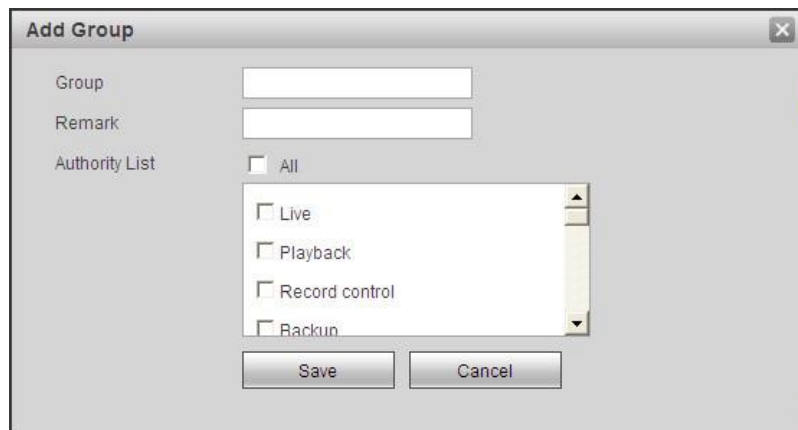 Add Group
Group
Remark
Authority List
All
Live
Playback
Record control
Backup
Save Cancel